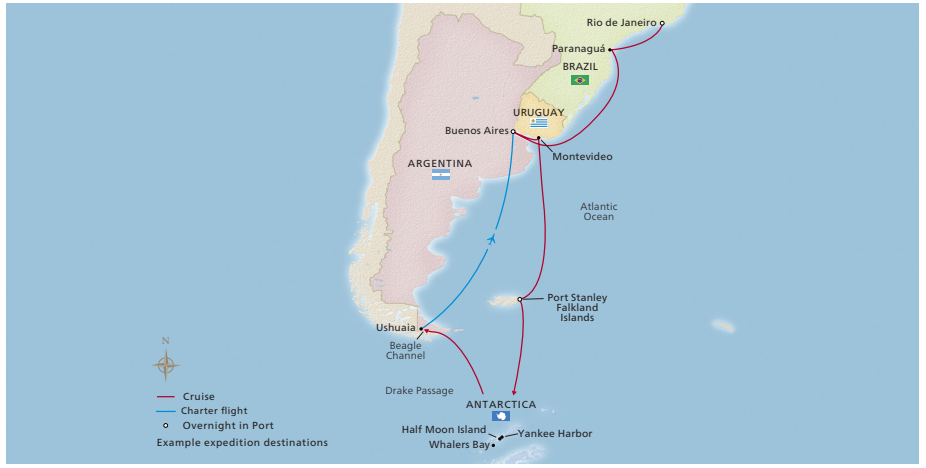 Rio de Janeiro
Paranaguá
BRAZIL
URUGUAY
Buenos Aires
Montevideo
ARGENTINA
Atlantic
Ocean
Port Stanley
Falkland
Islands
Ushuaia
Beagle
Channel
N
Drake Passage
Cruise
ANTARCTICA
Charter flight
Overnight in Port
Half Moon Island
Yankee Harbor
Whalers Bay
Example expedition destinations